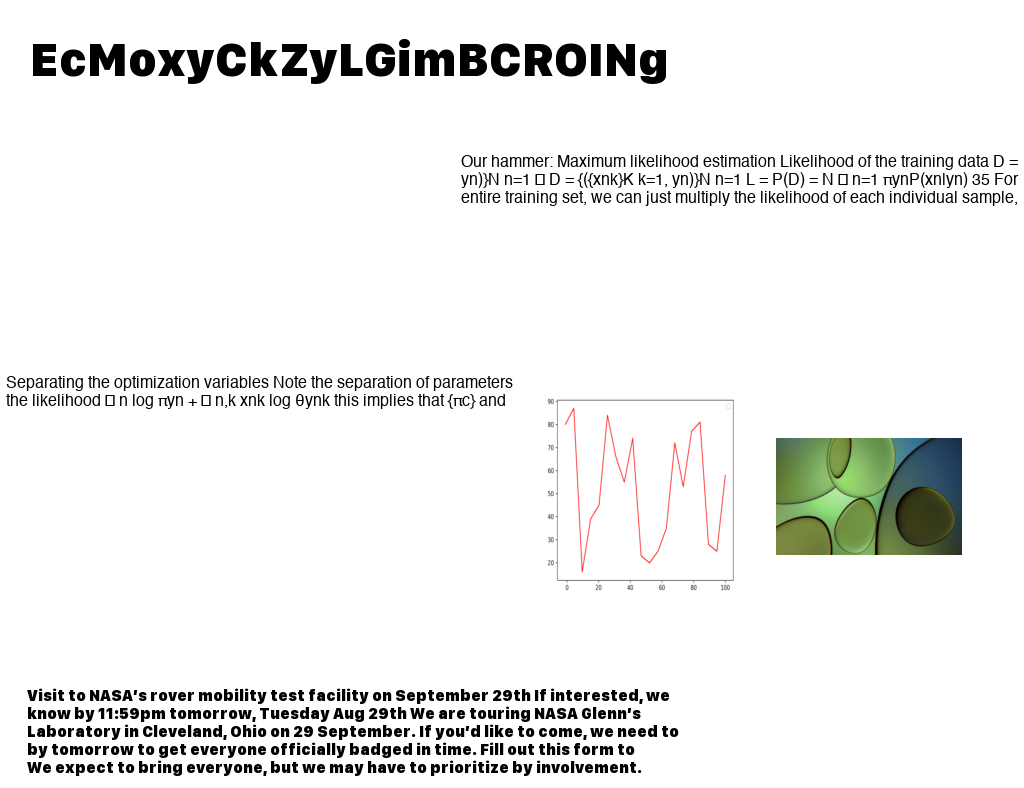 EcMoxyCkZyLGimBCROINg
Our hammer: Maximum likelihood estimation Likelihood of the training data D =
yn)}N n=1 □ D = {({xnk}K k=1, yn)}N n=1 L = P(D) = N □ n=1 πynP(xn|yn) 35 For
entire training set, we can just multiply the likelihood of each individual sample,
Separating the optimization variables Note the separation of parameters
the likelihood □ n log πyn + □ n,k xnk log θynk this implies that {πc} and
90
80
70
60
50
40
30
20
0 20 40 60 80 100
Visit to NASA's rover mobility test facility on September 29th If interested, we
know by 11:59pm tomorrow, Tuesday Aug 29th We are touring NASA Glenn's
Laboratory in Cleveland, Ohio on 29 September. If you'd like to come, we need to
by tomorrow to get everyone officially badged in time. Fill out this form to
We expect to bring everyone, but we may have to prioritize by involvement.